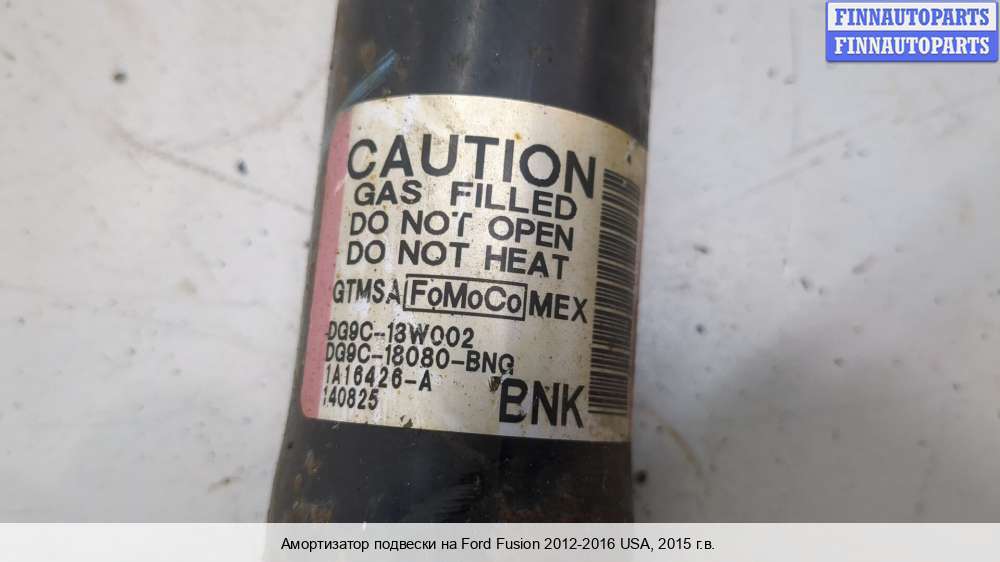 FINNAUTOPARTS
FINNAUTOPARTS
CAUTION
GAS FILLED
DO NOT OPEN
DO NOT HEAT
GTMSA FoMoCo MEX
DG9C-18W002
DG9C-18080-BNG
1A16426-A
140825
BNK
Амортизатор подвески на Ford Fusion 2012-2016 USA, 2015 г.в.